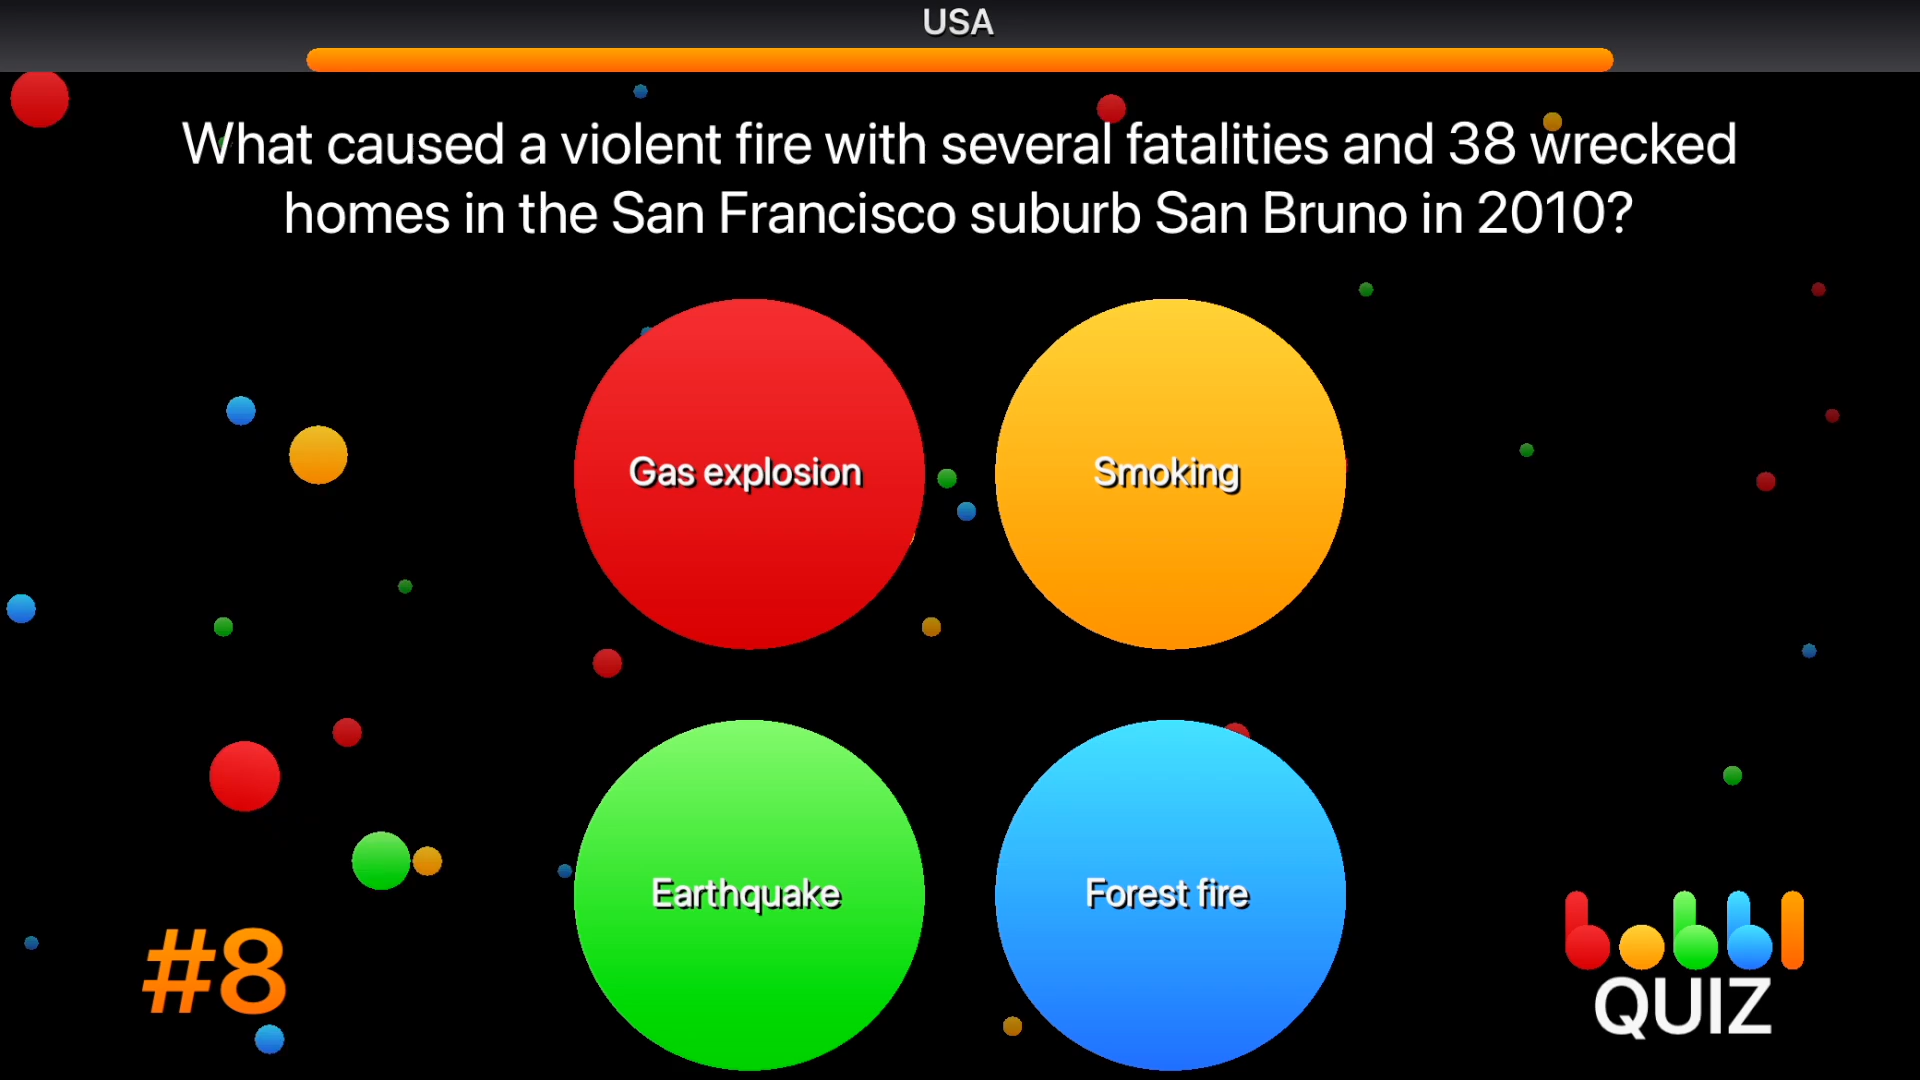 USA
What caused a violent fire with several fatalities and 38 wrecked
homes in the San Francisco suburb San Bruno in 2010?
Gas explosion
Smoking
Earthquake
Forest fire
#8
bobbl
QUIZ